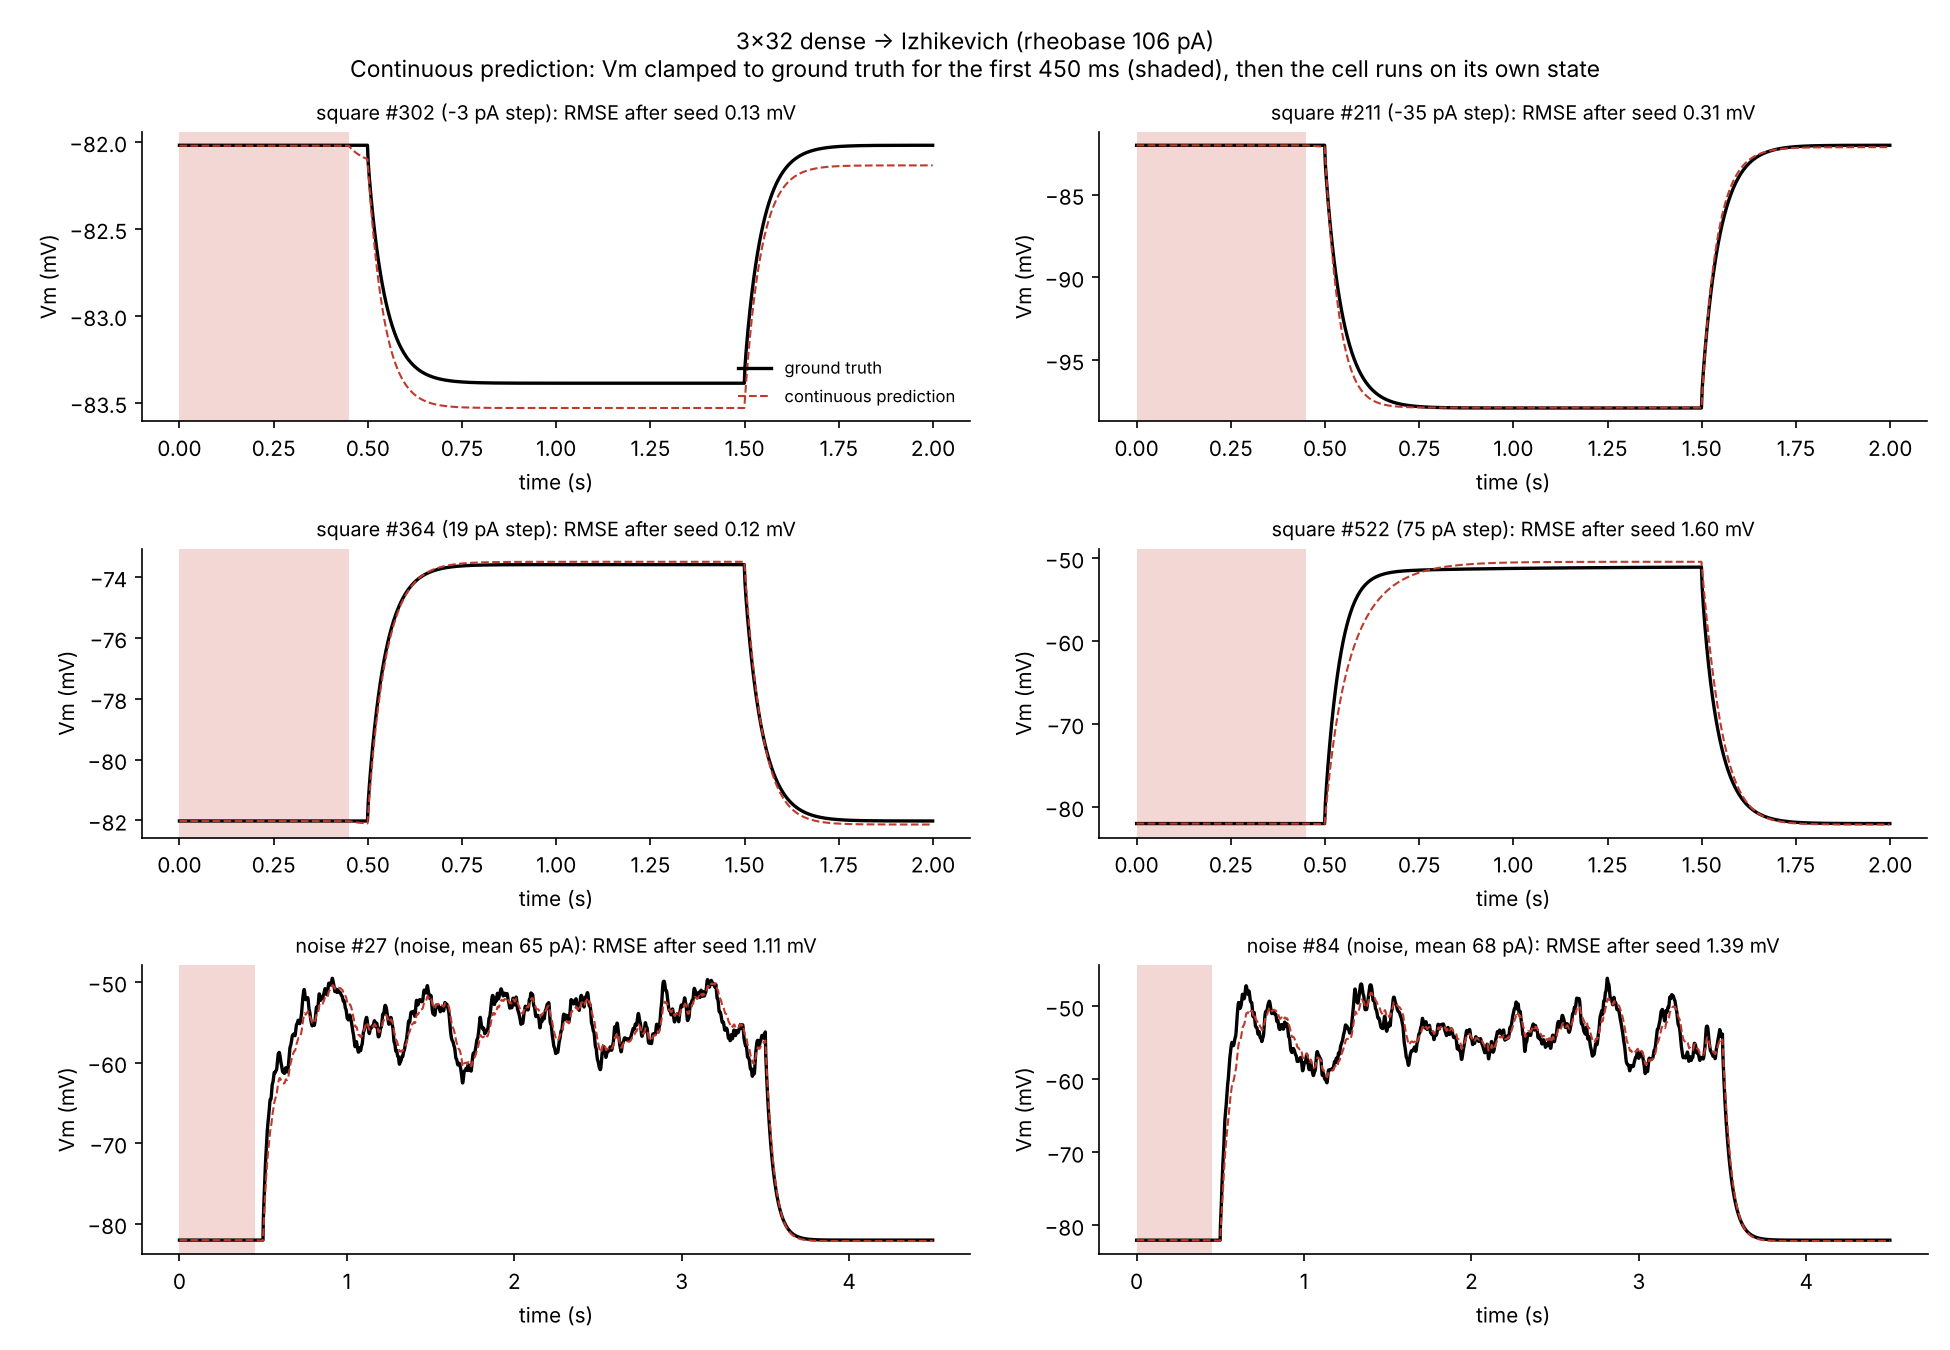 3×32 dense → Izhikevich (rheobase 106 pA)
Continuous prediction: Vm clamped to ground truth for the first 450 ms (shaded), then the cell runs on its own state
square #302 (-3 pA step): RMSE after seed 0.13 mV
−82.0
−82.5
−83.0
−83.5
Vm (mV)
ground truth
continuous prediction
0.00 0.25 0.50 0.75 1.00 1.25 1.50 1.75 2.00
time (s)
square #211 (-35 pA step): RMSE after seed 0.31 mV
−85
−90
−95
Vm (mV)
0.00 0.25 0.50 0.75 1.00 1.25 1.50 1.75 2.00
time (s)
square #364 (19 pA step): RMSE after seed 0.12 mV
−74
−76
−78
−80
−82
Vm (mV)
0.00 0.25 0.50 0.75 1.00 1.25 1.50 1.75 2.00
time (s)
square #522 (75 pA step): RMSE after seed 1.60 mV
−50
−60
−70
−80
Vm (mV)
0.00 0.25 0.50 0.75 1.00 1.25 1.50 1.75 2.00
time (s)
noise #27 (noise, mean 65 pA): RMSE after seed 1.11 mV
−50
−60
−70
−80
Vm (mV)
0 1 2 3 4
time (s)
noise #84 (noise, mean 68 pA): RMSE after seed 1.39 mV
−50
−60
−70
−80
Vm (mV)
0 1 2 3 4
time (s)